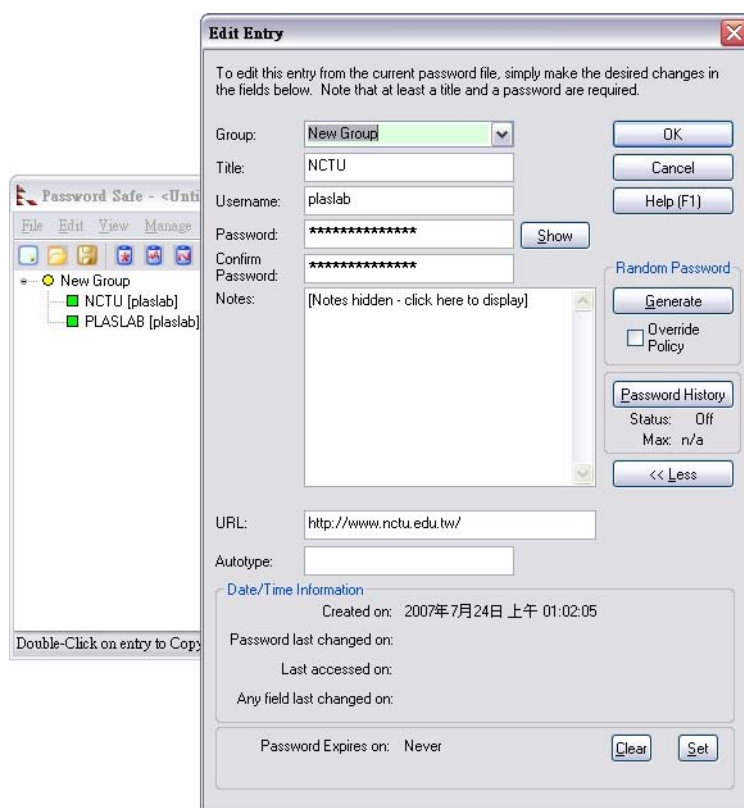 Edit Entry
To edit this entry from the current password file, simply make the desired changes in
the fields below. Note that at least a title and a password are required.
Group: New Group
OK
Title: NCTU
Cancel
Username: plaslab
Help (F1)
Password: **************
Show
Confirm
Password: **************
Notes: [Notes hidden - click here to display]
Random Password
Generate
Override
Policy
Password History
Status: Off
Max: n/a
<< Less
URL: http://www.nctu.edu.tw/
Autotype:
Date/Time Information
Created on: 2007年7月24日 上午 01:02:05
Password last changed on:
Last accessed on:
Any field last changed on:
Password Expires on: Never
Clear
Set
Password Safe - <Unti
File Edit View Manage
New Group
NCTU [plaslab]
PLASLAB [plaslab]
Double-Click on entry to Copy